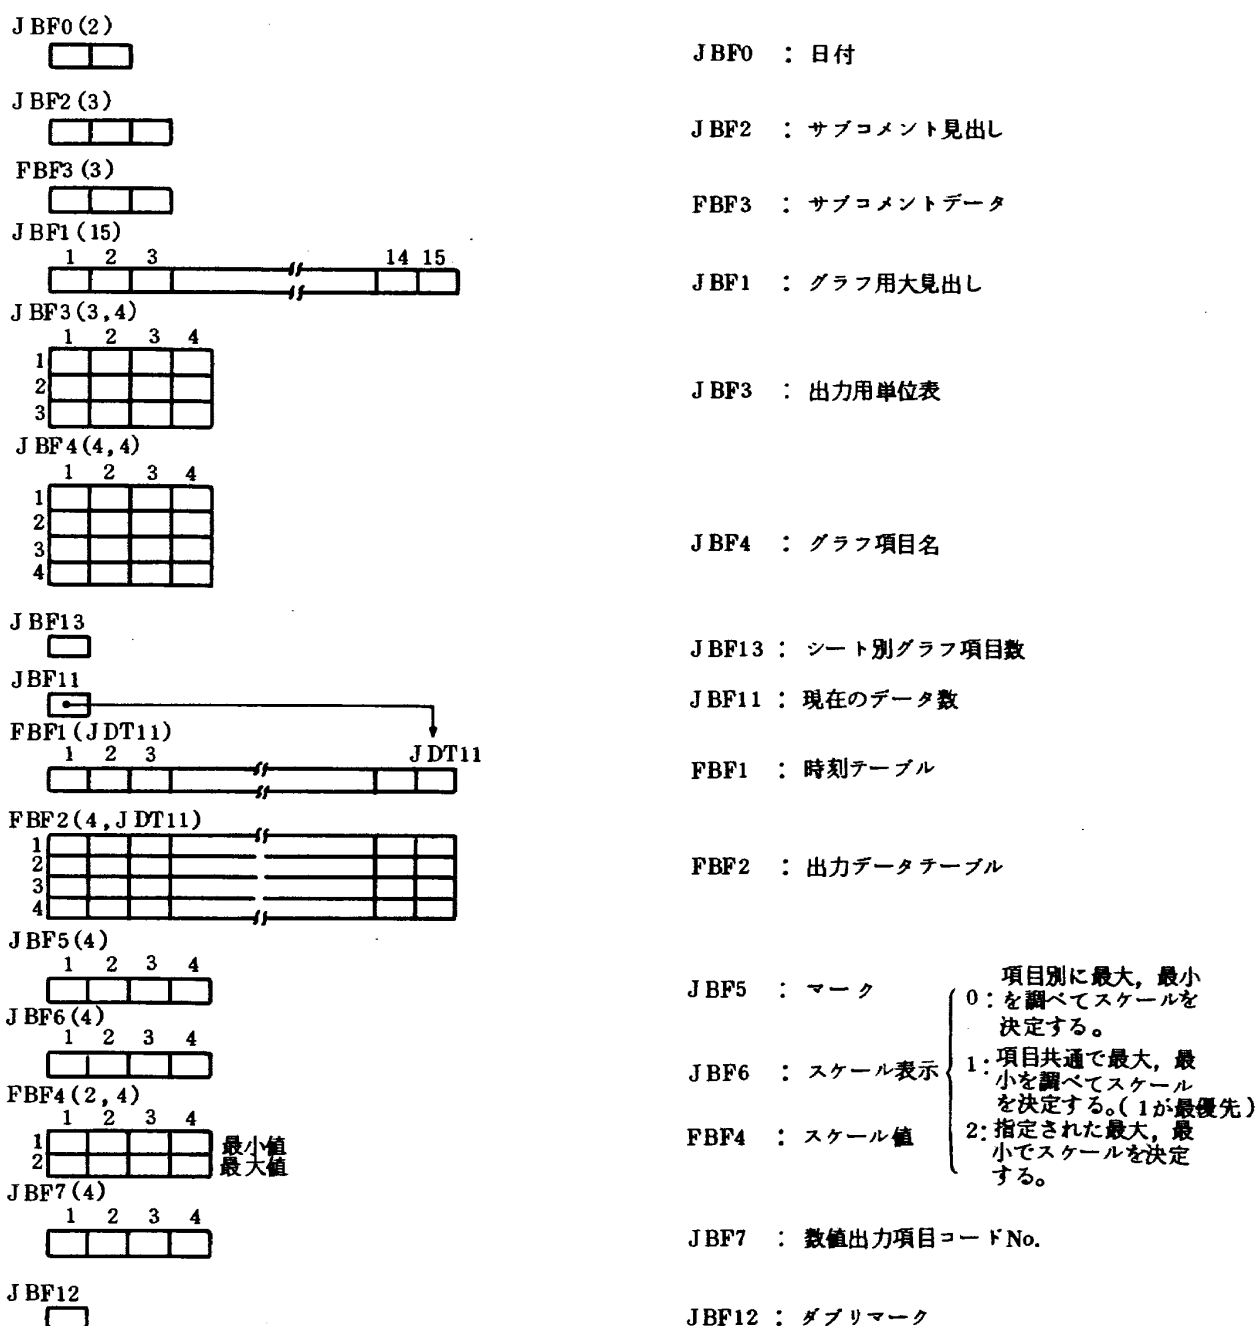 JBF0(2)
JBF0 : 日付
JBF2(3)
JBF2 : サブコメント見出し
FBF3(3)
FBF3 : サブコメントデータ
JBF1(15)
1 2 3 14 15
JBF1 : グラフ用大見出し
JBF3(3,4)
1 2 3 4
1
2
3
JBF3 : 出力用単位表
JBF4(4,4)
1 2 3 4
1
2
3
4
JBF4 : グラフ項目名
JBF13
JBF13 : シート別グラフ項目数
JBF11
JBF11 : 現在のデータ数
FBF1(JDT11)
1 2 3 JDT11
FBF1 : 時刻テーブル
FBF2(4,JDT11)
1
2
3
4
FBF2 : 出力データテーブル
JBF5(4)
1 2 3 4
JBF5 : マーク
JBF6(4)
1 2 3 4
JBF6 : スケール表示
0: 項目別に最大，最小
を調べてスケールを
決定する。
1: 項目共通で最大，最
小を調べてスケール
を決定する。(1が最優先)
2: 指定された最大，最
小でスケールを決定
する。
FBF4(2,4)
1 2 3 4
1 最小値
2 最大値
FBF4 : スケール値
JBF7(4)
1 2 3 4
JBF7 : 数値出力項目コードNo.
JBF12
JBF12 : ダブリマーク